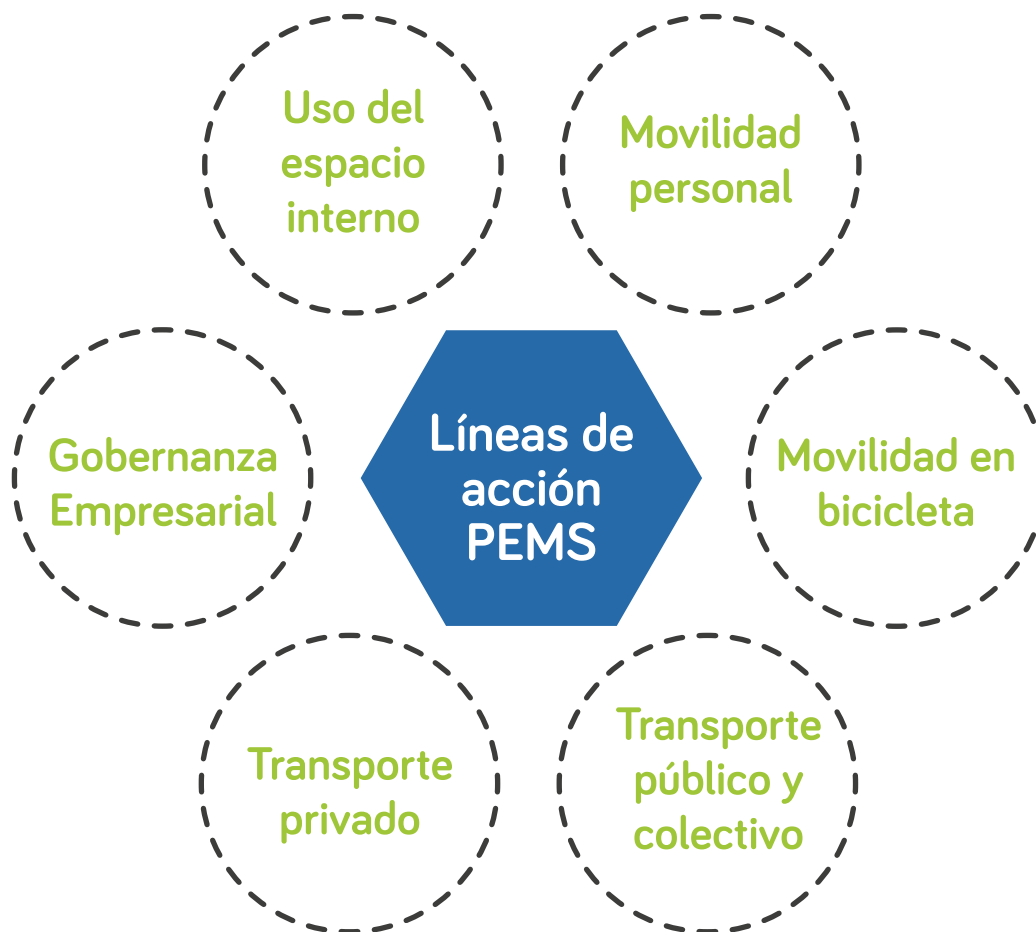 Uso del
espacio
interno
Movilidad
personal
Gobernanza
Empresarial
Líneas de
acción
PEMS
Movilidad en
bicicleta
Transporte
privado
Transporte
público y
colectivo